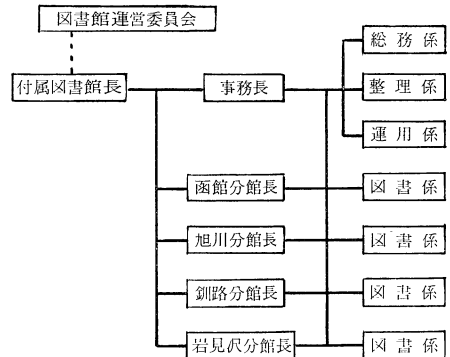 図書館運営委員会
総務係
付属図書館長
事務長
整理係
運用係
函館分館長
図書係
旭川分館長
図書係
釧路分館長
図書係
岩見沢分館長
図書係